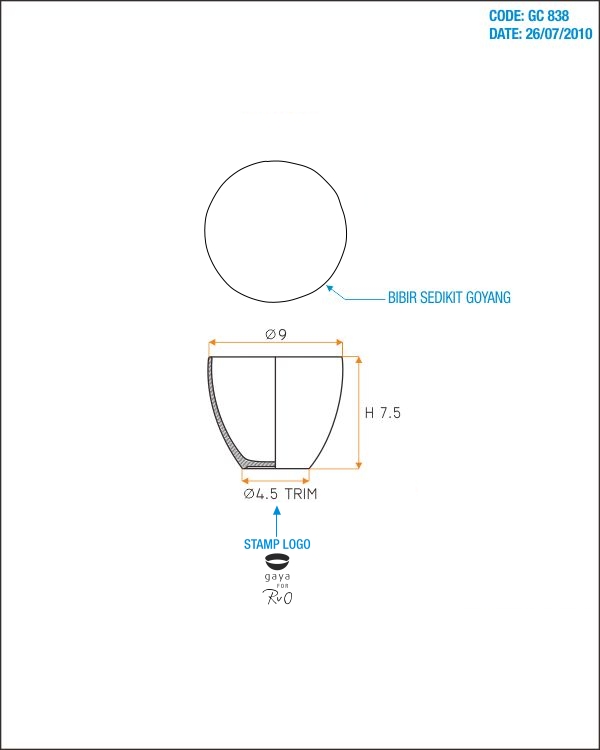 CODE: GC 838
DATE: 26/07/2010
BIBIR SEDIKIT GOYANG
Ø9
H 7.5
Ø4.5 TRIM
STAMP LOGO
gaya
FOR
RvO